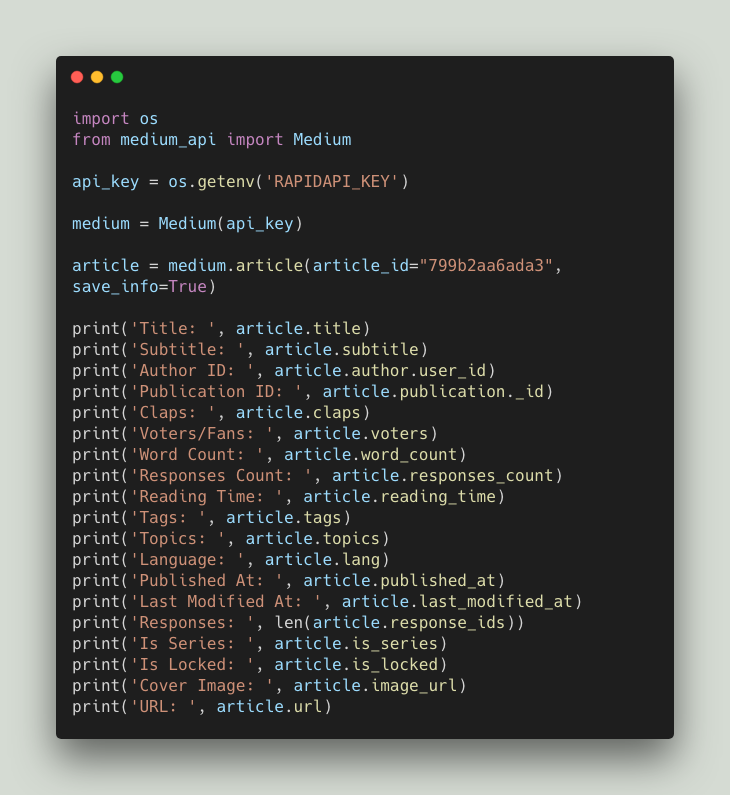 import os
from medium_api import Medium
api_key = os.getenv('RAPIDAPI_KEY')
medium = Medium(api_key)
article = medium.article(article_id="799b2aa6ada3",
save_info=True)
print('Title: ', article.title)
print('Subtitle: ', article.subtitle)
print('Author ID: ', article.author.user_id)
print('Publication ID: ', article.publication._id)
print('Claps: ', article.claps)
print('Voters/Fans: ', article.voters)
print('Word Count: ', article.word_count)
print('Responses Count: ', article.responses_count)
print('Reading Time: ', article.reading_time)
print('Tags: ', article.tags)
print('Topics: ', article.topics)
print('Language: ', article.lang)
print('Published At: ', article.published_at)
print('Last Modified At: ', article.last_modified_at)
print('Responses: ', len(article.response_ids))
print('Is Series: ', article.is_series)
print('Is Locked: ', article.is_locked)
print('Cover Image: ', article.image_url)
print('URL: ', article.url)